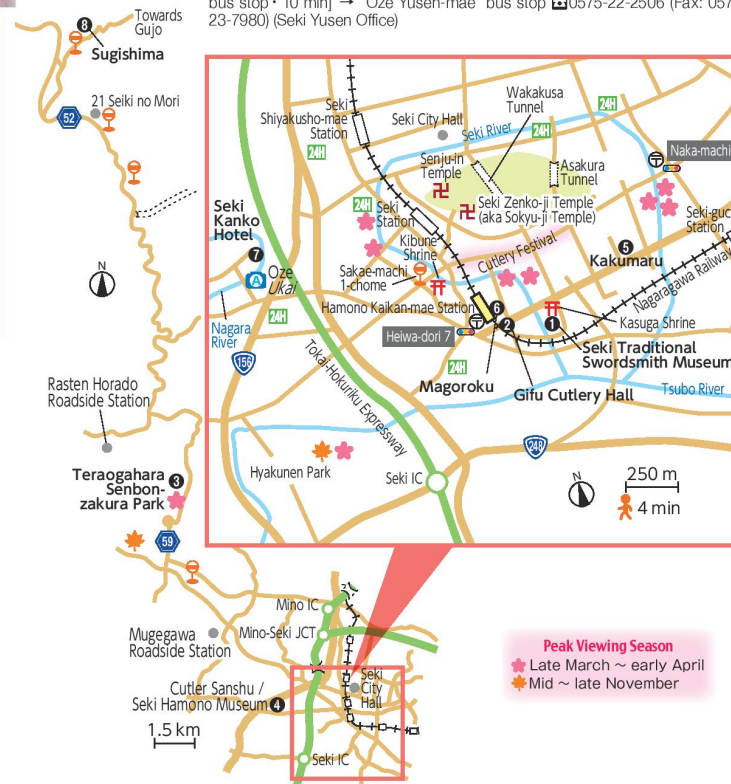 bus stop・10 min] → "Oze Yusen-mae" bus stop ☎0575-22-2506 (Fax: 057
23-7980) (Seki Yusen Office)
Towards
Gujo
8
Sugishima
21 Seiki no Mori
52
N
Rasten Horado
Roadside Station
Teraogahara
Senbon-
zakura Park
3
59
Mugegawa
Roadside Station
Cutler Sanshu /
Seki Hamono Museum
4
1.5 km
Mino IC
Mino-Seki JCT
Seki
City
Hall
Seki IC
Seki
Shiyakusho-mae
Station
24H
Seki City Hall
Wakakusa
Tunnel
24H
Seki River
24H
Senju-in
Temple
Asakura
Tunnel
Naka-machi
Seki Zenko-ji Temple
(aka Sokyu-ji Temple)
24H
Seki
Station
Seki-guc
Station
Seki
Kanko
Hotel
7
Oze
Ukai
Kibune
Shrine
Cutlery Festival
5
Kakumaru
Sakae-machi
1-chome
Nagaragawa Railway
Hamono Kaikan-mae Station
6
2
1
Kasuga Shrine
24H
Nagara
River
Heiwa-dori 7
Seki Traditional
Swordsmith Museum
156
24H
Magoroku
Gifu Cutlery Hall
Tsubo River
Tokai-Hokuriku Expressway
248
Hyakunen Park
Seki IC
N
250 m
4 min
Peak Viewing Season
Late March ~ early April
Mid ~ late November